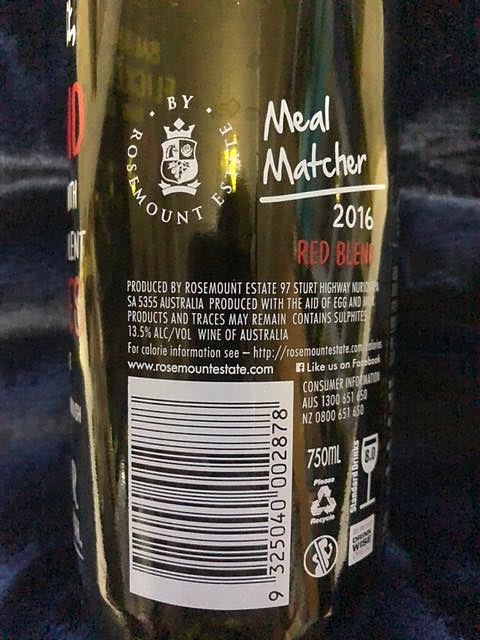 BY
ROSEMOUNT ESTATE
Meal
Matcher
2016
RED BLEND
PRODUCED BY ROSEMOUNT ESTATE 97 STURT HIGHWAY
SA 5355 AUSTRALIA PRODUCED WITH THE AID OF EGG AND
PRODUCTS AND TRACES MAY REMAIN CONTAINS SULPHITES
13.5% ALC/VOL WINE OF AUSTRALIA
For calorie information see – http://rosemountestate.com
www.rosemountestate.com
Like us on Facebook
CONSUMER INFORMATION
AUS 1300 651 650
NZ 0800 651 650
750mL
Standard Drinks
8.0
Please
Recycle
DRINK
WISE
9 325040 002878